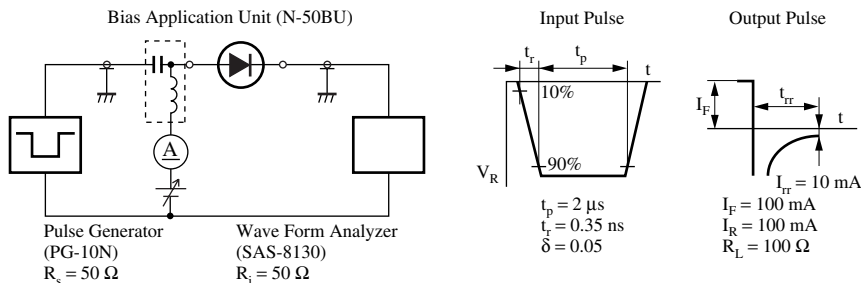 Bias Application Unit (N-50BU)
A
Pulse Generator
(PG-10N)
R_s = 50 Ω
Wave Form Analyzer
(SAS-8130)
R_i = 50 Ω
Input Pulse
t_r
t_p
t
10%
90%
V_R
t_p = 2 μs
t_r = 0.35 ns
δ = 0.05
Output Pulse
I_F
t_rr
t
I_rr = 10 mA
I_F = 100 mA
I_R = 100 mA
R_L = 100 Ω